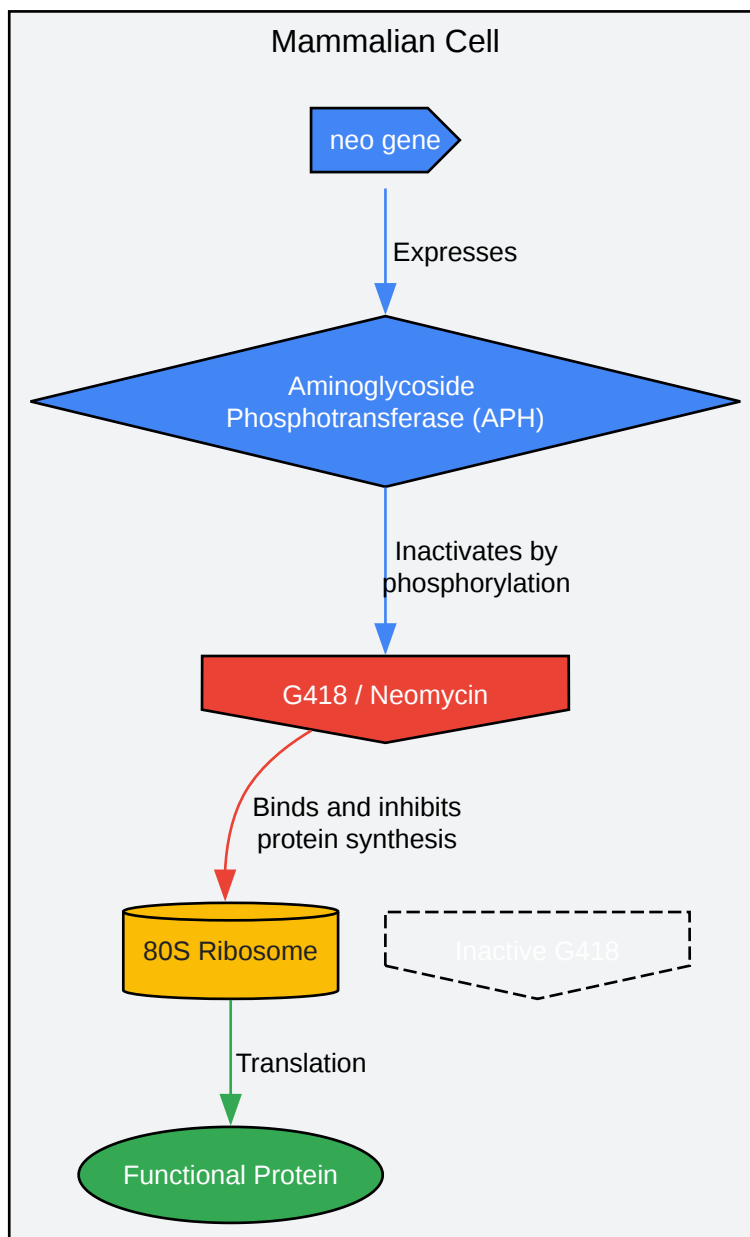 Mammalian Cell
neo gene
Expresses
Aminoglycoside
Phosphotransferase (APH)
Inactivates by
phosphorylation
G418 / Neomycin
Binds and inhibits
protein synthesis
80S Ribosome
Inactive G418
Translation
Functional Protein